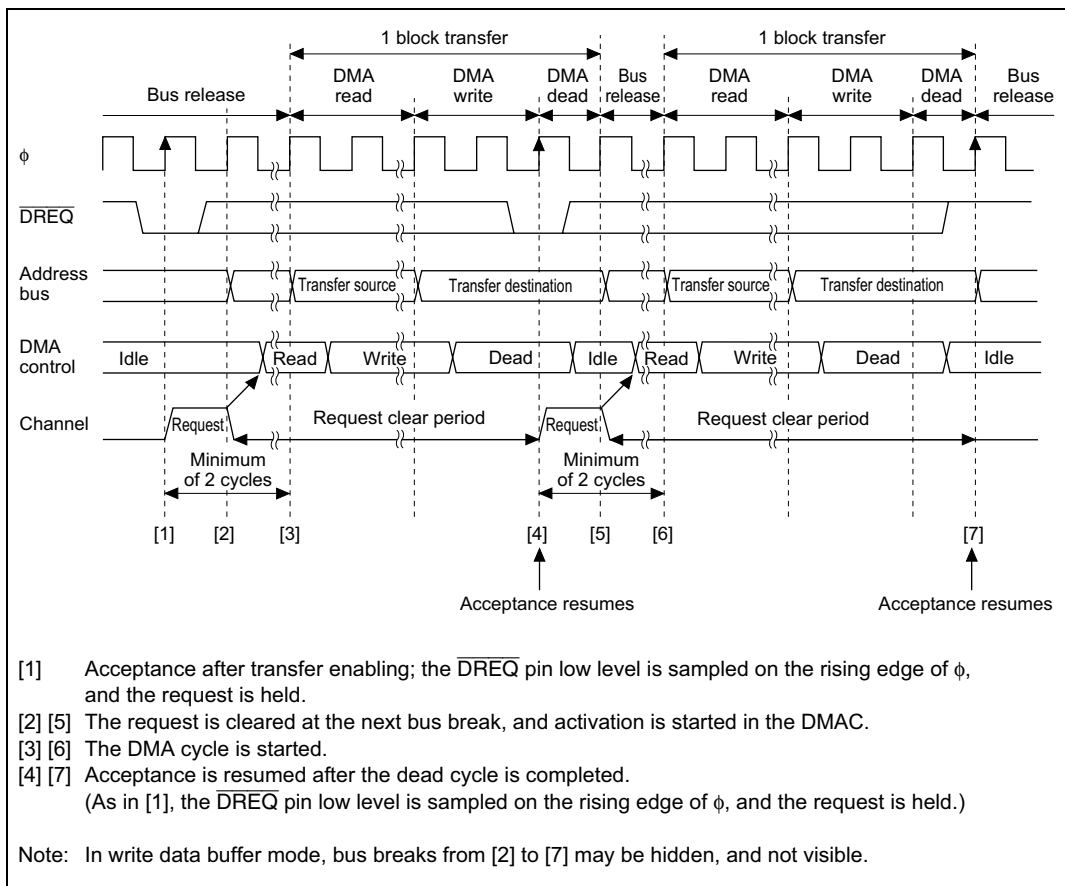 1 block transfer 1 block transfer
DMA read DMA write DMA dead Bus release DMA read DMA write DMA dead Bus release
Bus release
ϕ
DREQ
Address bus
Transfer source Transfer destination Transfer source Transfer destination
DMA control
Idle Read Write Dead Idle Read Write Dead Idle
Channel
Request Request clear period Request Request clear period
Minimum of 2 cycles Minimum of 2 cycles
[1] [2] [3] [4] [5] [6] [7]
Acceptance resumes Acceptance resumes
[1] Acceptance after transfer enabling; the DREQ pin low level is sampled on the rising edge of ϕ,
and the request is held.
[2] [5] The request is cleared at the next bus break, and activation is started in the DMAC.
[3] [6] The DMA cycle is started.
[4] [7] Acceptance is resumed after the dead cycle is completed.
(As in [1], the DREQ pin low level is sampled on the rising edge of ϕ, and the request is held.)
Note: In write data buffer mode, bus breaks from [2] to [7] may be hidden, and not visible.